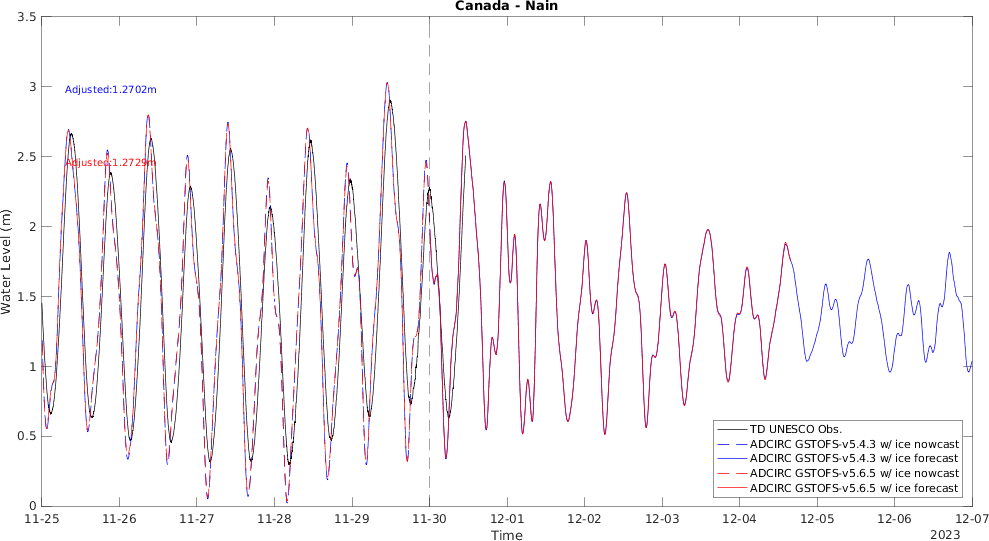 Canada - Nain
3.5
3
2.5
2
1.5
1
0.5
0
Water Level (m)
Adjusted:1.2702m
Adjusted:1.2729m
TD UNESCO Obs.
ADCIRC GSTOFS-v5.4.3 w/ ice nowcast
ADCIRC GSTOFS-v5.4.3 w/ ice forecast
ADCIRC GSTOFS-v5.6.5 w/ ice nowcast
ADCIRC GSTOFS-v5.6.5 w/ ice forecast
11-25 11-26 11-27 11-28 11-29 11-30 12-01 12-02 12-03 12-04 12-05 12-06 12-07
Time
2023